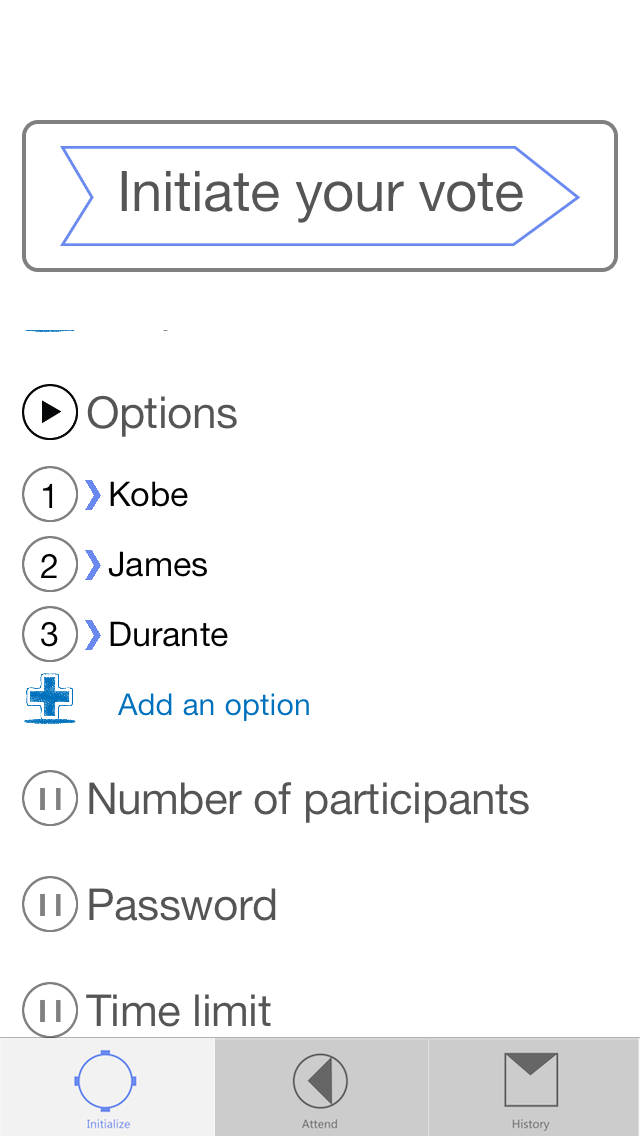 Initiate your vote
Options
1 Kobe
2 James
3 Durante
Add an option
Number of participants
Password
Time limit
Initialize
Attend
History